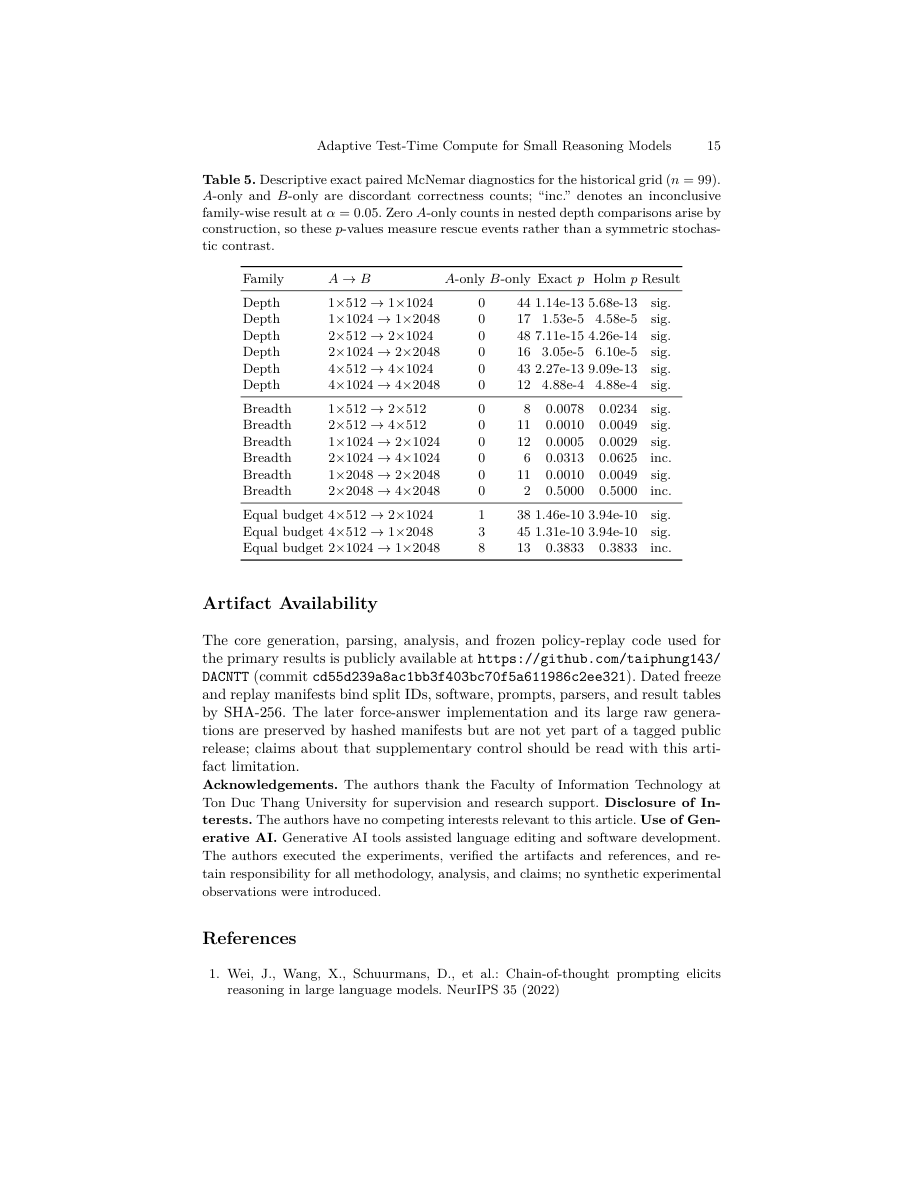 Adaptive Test-Time Compute for Small Reasoning Models 15
Table 5. Descriptive exact paired McNemar diagnostics for the historical grid (n = 99).
A-only and B-only are discordant correctness counts; “inc.” denotes an inconclusive
family-wise result at α = 0.05. Zero A-only counts in nested depth comparisons arise by
construction, so these p-values measure rescue events rather than a symmetric stochas-
tic contrast.
Family A → B A-only B-only Exact p Holm p Result
Depth 1×512 → 1×1024 0 44 1.14e-13 5.68e-13 sig.
Depth 1×1024 → 1×2048 0 17 1.53e-5 4.58e-5 sig.
Depth 2×512 → 2×1024 0 48 7.11e-15 4.26e-14 sig.
Depth 2×1024 → 2×2048 0 16 3.05e-5 6.10e-5 sig.
Depth 4×512 → 4×1024 0 43 2.27e-13 9.09e-13 sig.
Depth 4×1024 → 4×2048 0 12 4.88e-4 4.88e-4 sig.
Breadth 1×512 → 2×512 0 8 0.0078 0.0234 sig.
Breadth 2×512 → 4×512 0 11 0.0010 0.0049 sig.
Breadth 1×1024 → 2×1024 0 12 0.0005 0.0029 sig.
Breadth 2×1024 → 4×1024 0 6 0.0313 0.0625 inc.
Breadth 1×2048 → 2×2048 0 11 0.0010 0.0049 sig.
Breadth 2×2048 → 4×2048 0 2 0.5000 0.5000 inc.
Equal budget 4×512 → 2×1024 1 38 1.46e-10 3.94e-10 sig.
Equal budget 4×512 → 1×2048 3 45 1.31e-10 3.94e-10 sig.
Equal budget 2×1024 → 1×2048 8 13 0.3833 0.3833 inc.
Artifact Availability
The core generation, parsing, analysis, and frozen policy-replay code used for
the primary results is publicly available at https://github.com/taiphung143/
DACNTT (commit cd55d239a8ac1bb3f403bc70f5a611986c2ee321). Dated freeze
and replay manifests bind split IDs, software, prompts, parsers, and result tables
by SHA-256. The later force-answer implementation and its large raw genera-
tions are preserved by hashed manifests but are not yet part of a tagged public
release; claims about that supplementary control should be read with this arti-
fact limitation.
Acknowledgements. The authors thank the Faculty of Information Technology at
Ton Duc Thang University for supervision and research support. Disclosure of In-
terests. The authors have no competing interests relevant to this article. Use of Gen-
erative AI. Generative AI tools assisted language editing and software development.
The authors executed the experiments, verified the artifacts and references, and re-
tain responsibility for all methodology, analysis, and claims; no synthetic experimental
observations were introduced.
References
1. Wei, J., Wang, X., Schuurmans, D., et al.: Chain-of-thought prompting elicits
reasoning in large language models. NeurIPS 35 (2022)